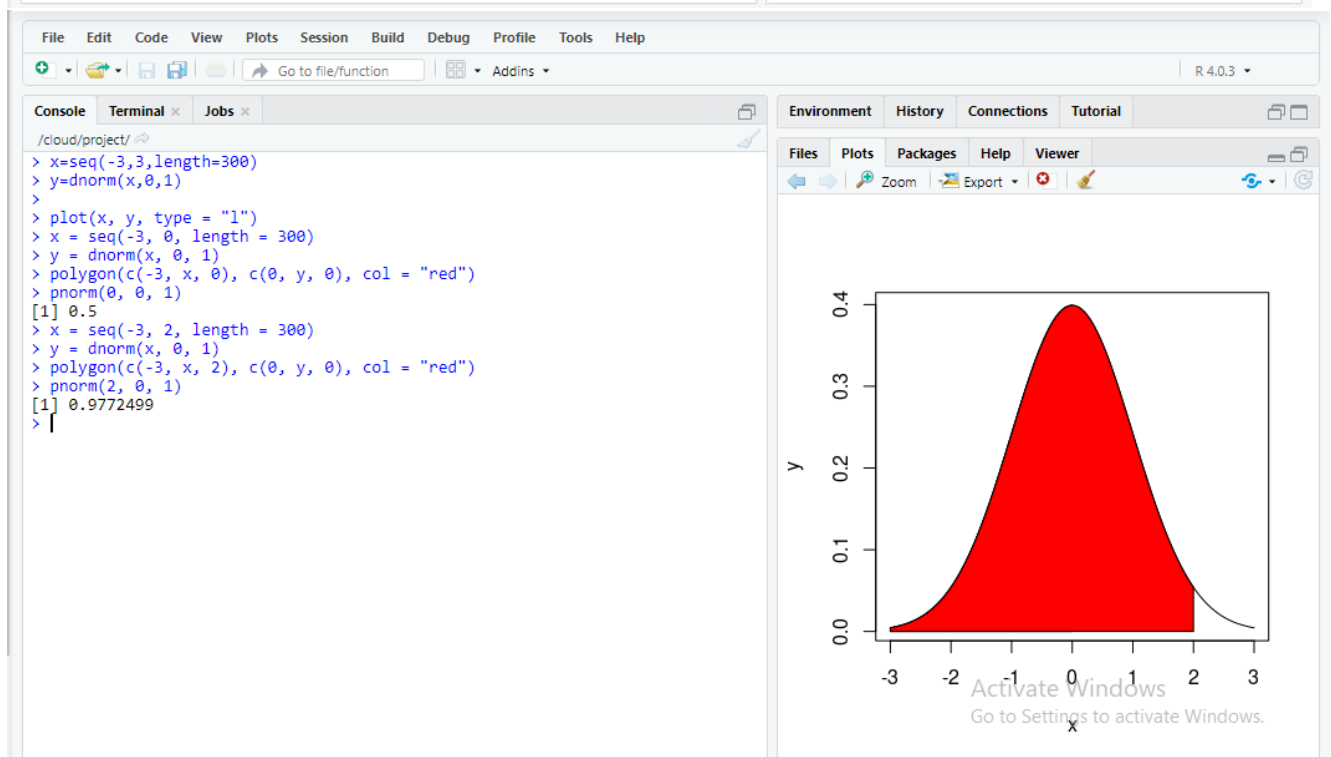 File Edit Code View Plots Session Build Debug Profile Tools Help
Go to file/function Addins R 4.0.3
Console Terminal Jobs
/cloud/project/
> x=seq(-3,3,length=300)
> y=dnorm(x,0,1)
>
> plot(x, y, type = "l")
> x = seq(-3, 0, length = 300)
> y = dnorm(x, 0, 1)
> polygon(c(-3, x, 0), c(0, y, 0), col = "red")
> pnorm(0, 0, 1)
[1] 0.5
> x = seq(-3, 2, length = 300)
> y = dnorm(x, 0, 1)
> polygon(c(-3, x, 2), c(0, y, 0), col = "red")
> pnorm(2, 0, 1)
[1] 0.9772499
>
Environment History Connections Tutorial
Files Plots Packages Help Viewer
Zoom Export
0.4
0.3
0.2
0.1
0.0
y
-3 -2 -1 0 1 2 3
x
Activate Windows
Go to Settings to activate Windows.